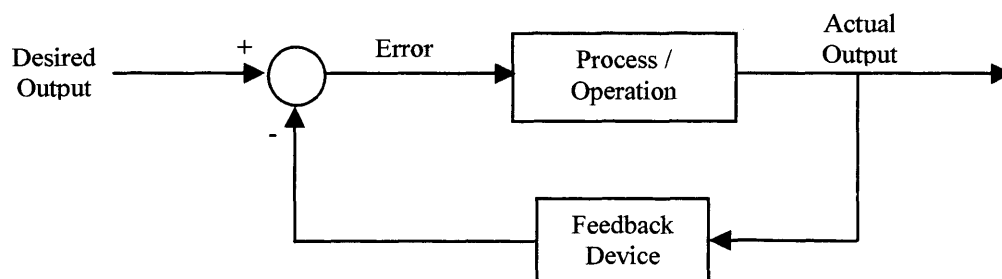 Desired
Output
+
Error
Process /
Operation
Actual
Output
-
Feedback
Device